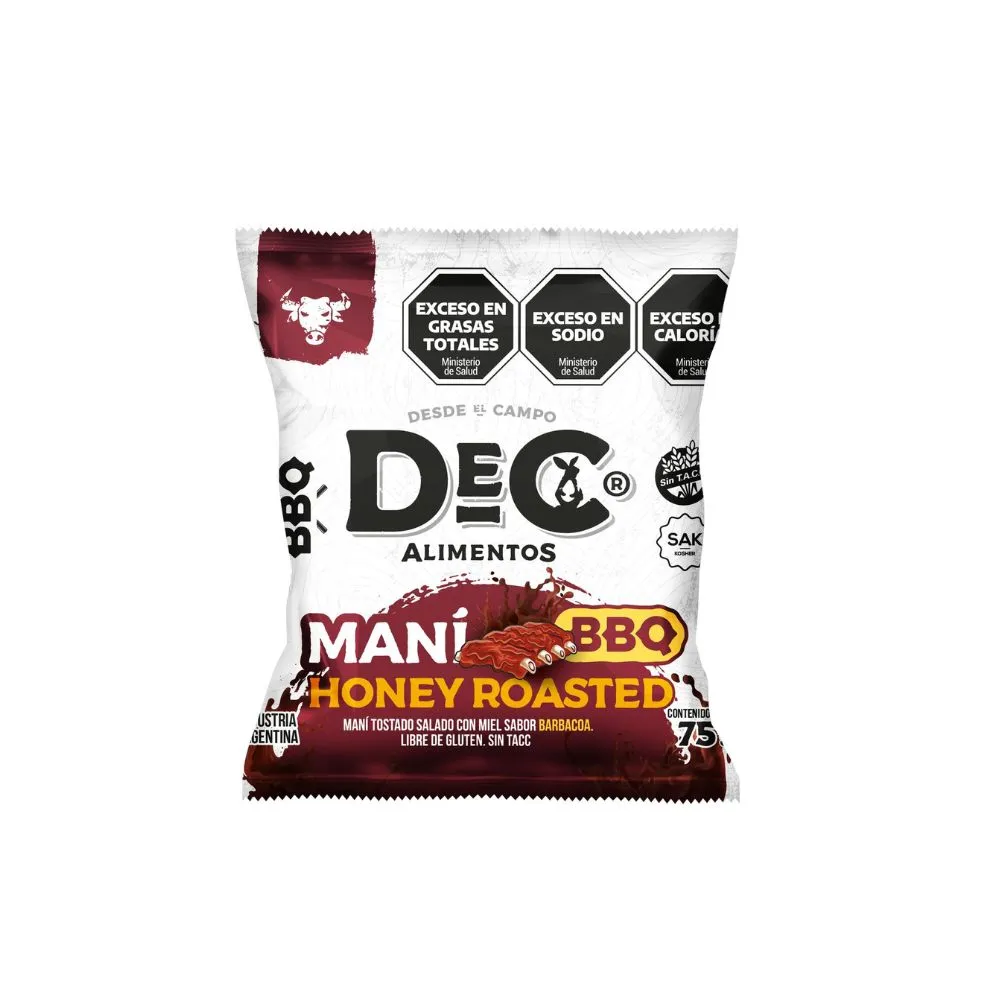 EXCESO EN
GRASAS
TOTALES
Ministerio
de Salud
EXCESO EN
SODIO
Ministerio
de Salud
EXCESO
CALORÍA
Ministerio
de Salud
DESDE EL CAMPO
DEC®
ALIMENTOS
BBQ
Sin T.A.C.C.
SAK
KOSHER
MANÍ BBQ
HONEY ROASTED
MANÍ TOSTADO SALADO CON MIEL SABOR BARBACOA.
LIBRE DE GLUTEN. SIN TACC
USTRIA
GENTINA
CONTENIDO
75